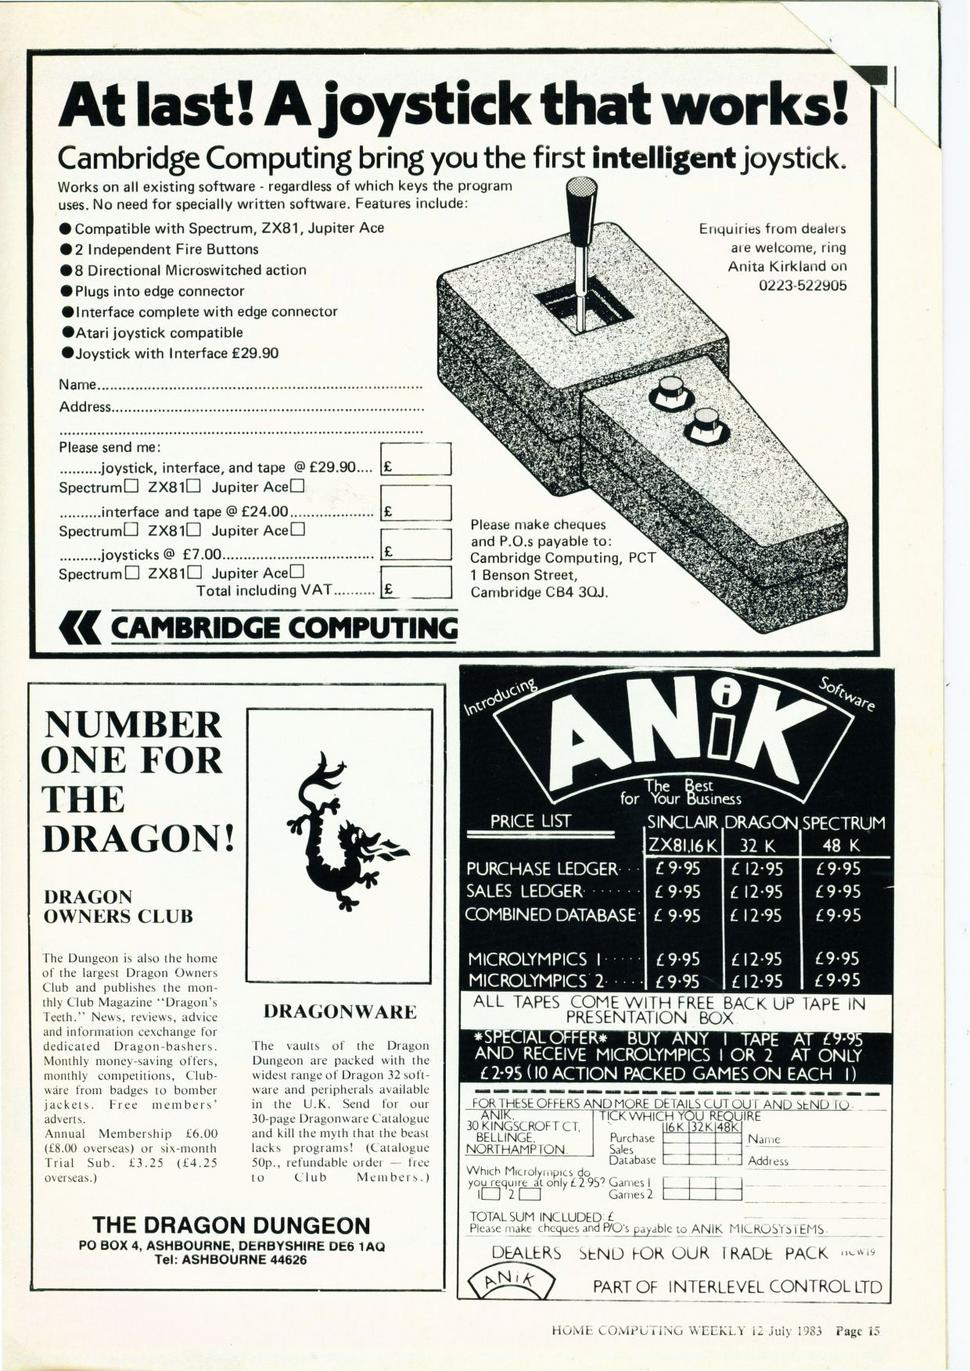 At last! A joystick that works!
Cambridge Computing bring you the first intelligent joystick.
Works on all existing software - regardless of which keys the program
uses. No need for specially written software. Features include:
● Compatible with Spectrum, ZX81, Jupiter Ace
● 2 Independent Fire Buttons
● 8 Directional Microswitched action
● Plugs into edge connector
● Interface complete with edge connector
● Atari joystick compatible
● Joystick with Interface £29.90
Enquiries from dealers
are welcome, ring
Anita Kirkland on
0223-522905
Name
Address
Please send me:
..........joystick, interface, and tape @ £29.90.... £
Spectrum□ ZX81□ Jupiter Ace□
..........interface and tape @ £24.00.................... £
Spectrum□ ZX81□ Jupiter Ace□
..........joysticks @ £7.00..................................... £
Spectrum□ ZX81□ Jupiter Ace□
Total including VAT.......... £
Please make cheques
and P.O.s payable to:
Cambridge Computing, PCT
1 Benson Street,
Cambridge CB4 3QJ.
CAMBRIDGE COMPUTING
NUMBER
ONE FOR
THE
DRAGON!
DRAGON
OWNERS CLUB
The Dungeon is also the home
of the largest Dragon Owners
Club and publishes the mon-
thly Club Magazine "Dragon's
Teeth." News, reviews, advice
and information cexchange for
dedicated Dragon-bashers.
Monthly money-saving offers,
monthly competitions, Club-
ware from badges to bomber
jackets. Free members'
adverts.
Annual Membership £6.00
(£8.00 overseas) or six-month
Trial Sub. £3.25 (£4.25
overseas.)
DRAGONWARE
The vaults of the Dragon
Dungeon are packed with the
widest range of Dragon 32 soft-
ware and peripherals available
in the U.K. Send for our
30-page Dragonware Catalogue
and kill the myth that the beast
lacks programs! (Catalogue
50p., refundable order — free
to Club Members.)
THE DRAGON DUNGEON
PO BOX 4, ASHBOURNE, DERBYSHIRE DE6 1AQ
Tel: ASHBOURNE 44626
Introducing ANiK Software
The Best
for Your Business
PRICE LIST SINCLAIR DRAGON SPECTRUM
ZX81,16K 32 K 48 K
PURCHASE LEDGER £9·95 £12·95 £9·95
SALES LEDGER £9·95 £12·95 £9·95
COMBINED DATABASE £9·95 £12·95 £9·95
MICROLYMPICS 1 £9·95 £12·95 £9·95
MICROLYMPICS 2 £9·95 £12·95 £9·95
ALL TAPES COME WITH FREE BACK UP TAPE IN
PRESENTATION BOX
*SPECIAL OFFER* BUY ANY 1 TAPE AT £9·95
AND RECEIVE MICROLYMPICS 1 OR 2 AT ONLY
£2·95 (10 ACTION PACKED GAMES ON EACH 1)
FOR THESE OFFERS AND MORE DETAILS CUT OUT AND SEND TO
ANIK,
30 KINGSCROFT CT,
BELLINGE,
NORTHAMPTON.
TICK WHICH YOU REQUIRE
16K 32K 48K
Purchase
Sales
Database
Name
Address
Which Microlympics do
you require at only £2·95? Games 1
1□ 2□ Games 2
TOTAL SUM INCLUDED £
Please make cheques and P/O's payable to ANIK MICROSYSTEMS.
DEALERS SEND FOR OUR TRADE PACK
ANiK PART OF INTERLEVEL CONTROL LTD
HOME COMPUTING WEEKLY 12 July 1983 Page 15